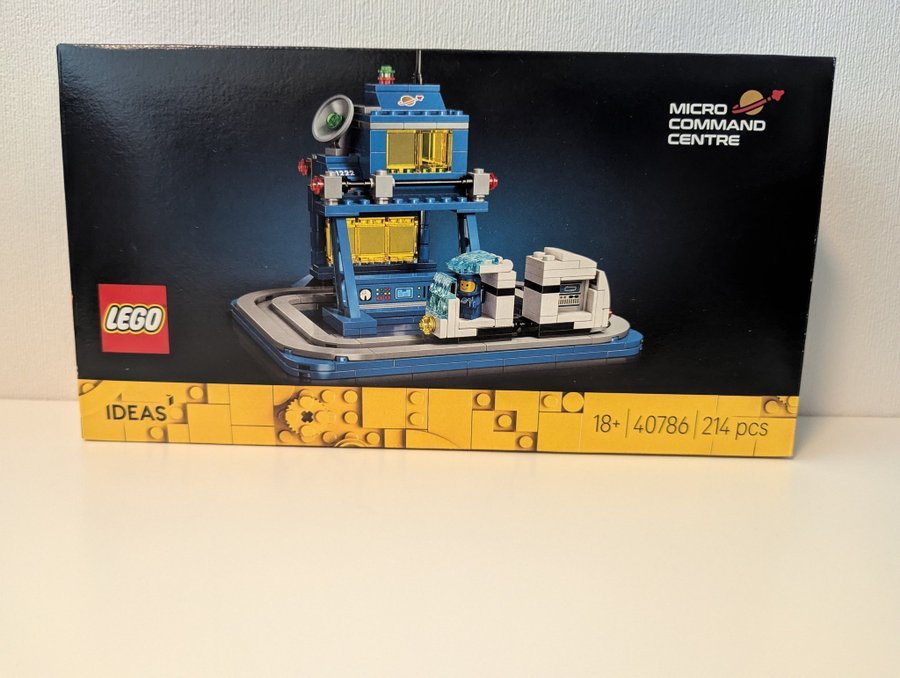 MICRO
COMMAND
CENTRE
LEGO
IDEAS
18+ | 40786 | 214 pcs